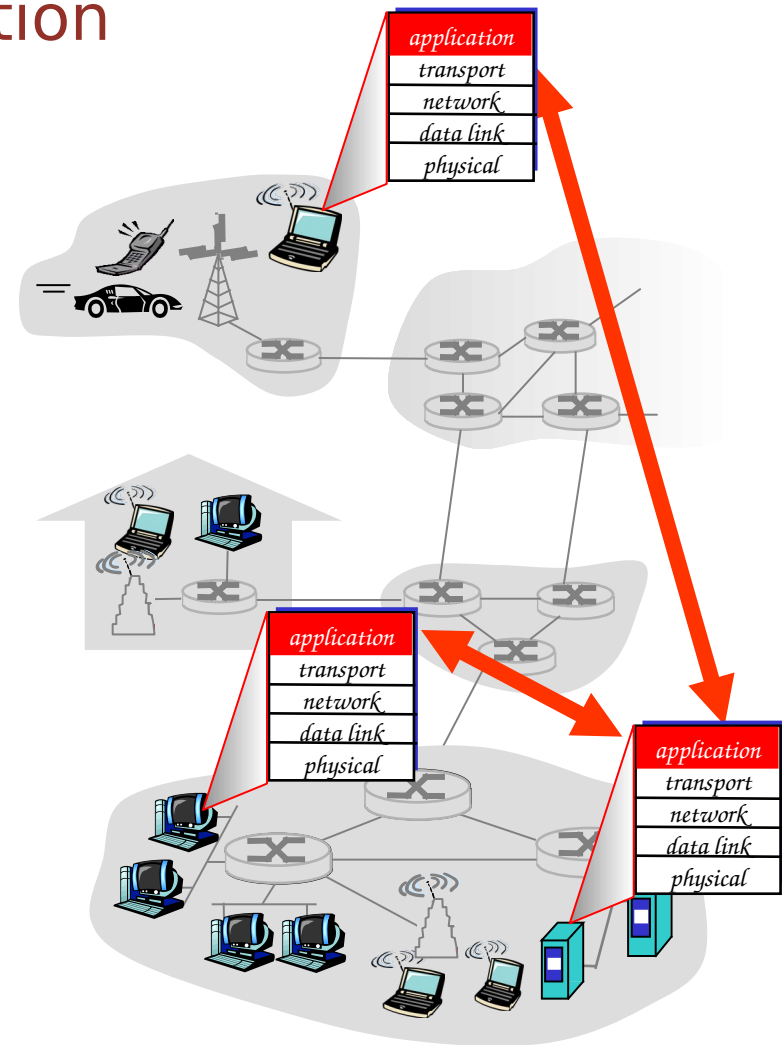 tion
application
transport
network
data link
physical
application
transport
network
data link
physical
application
transport
network
data link
physical